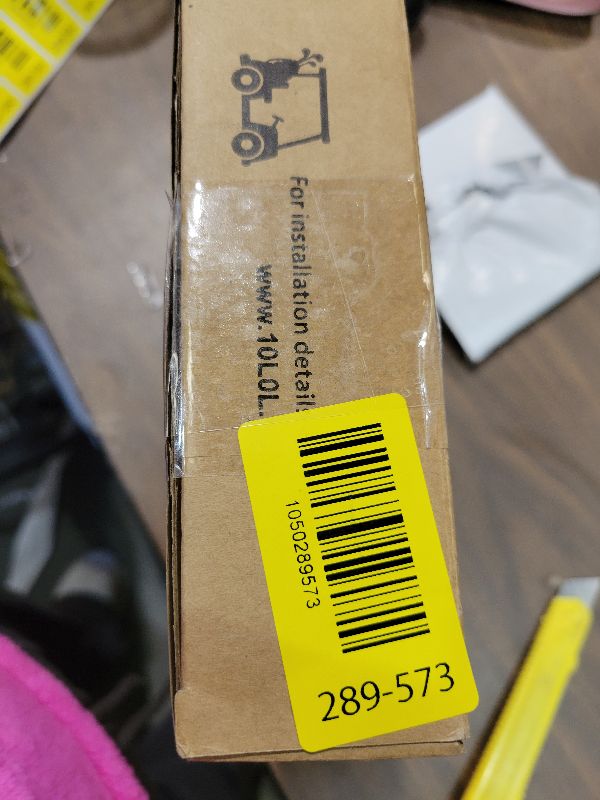 For installation details
www.10L0L.
1050289573
289-573